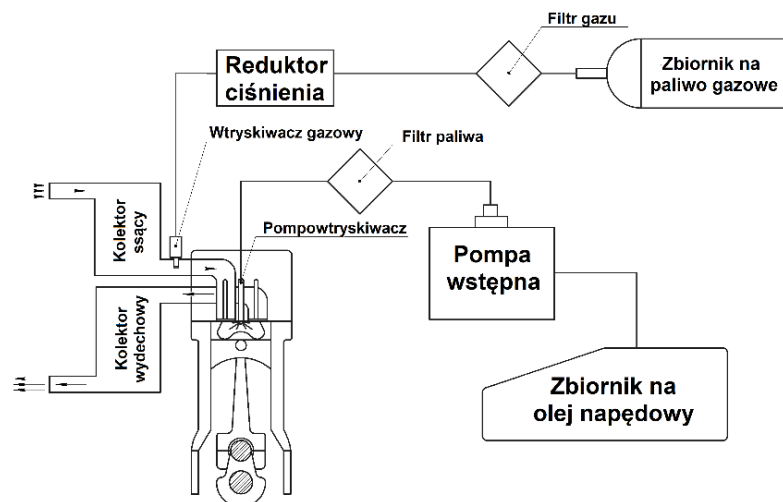 Filtr gazu
Reduktor
ciśnienia
Zbiornik na
paliwo gazowe
Wtryskiwacz gazowy
Filtr paliwa
Kolektor
ssący
Pompowtryskiwacz
Pompa
wstępna
Kolektor
wydechowy
Zbiornik na
olej napędowy